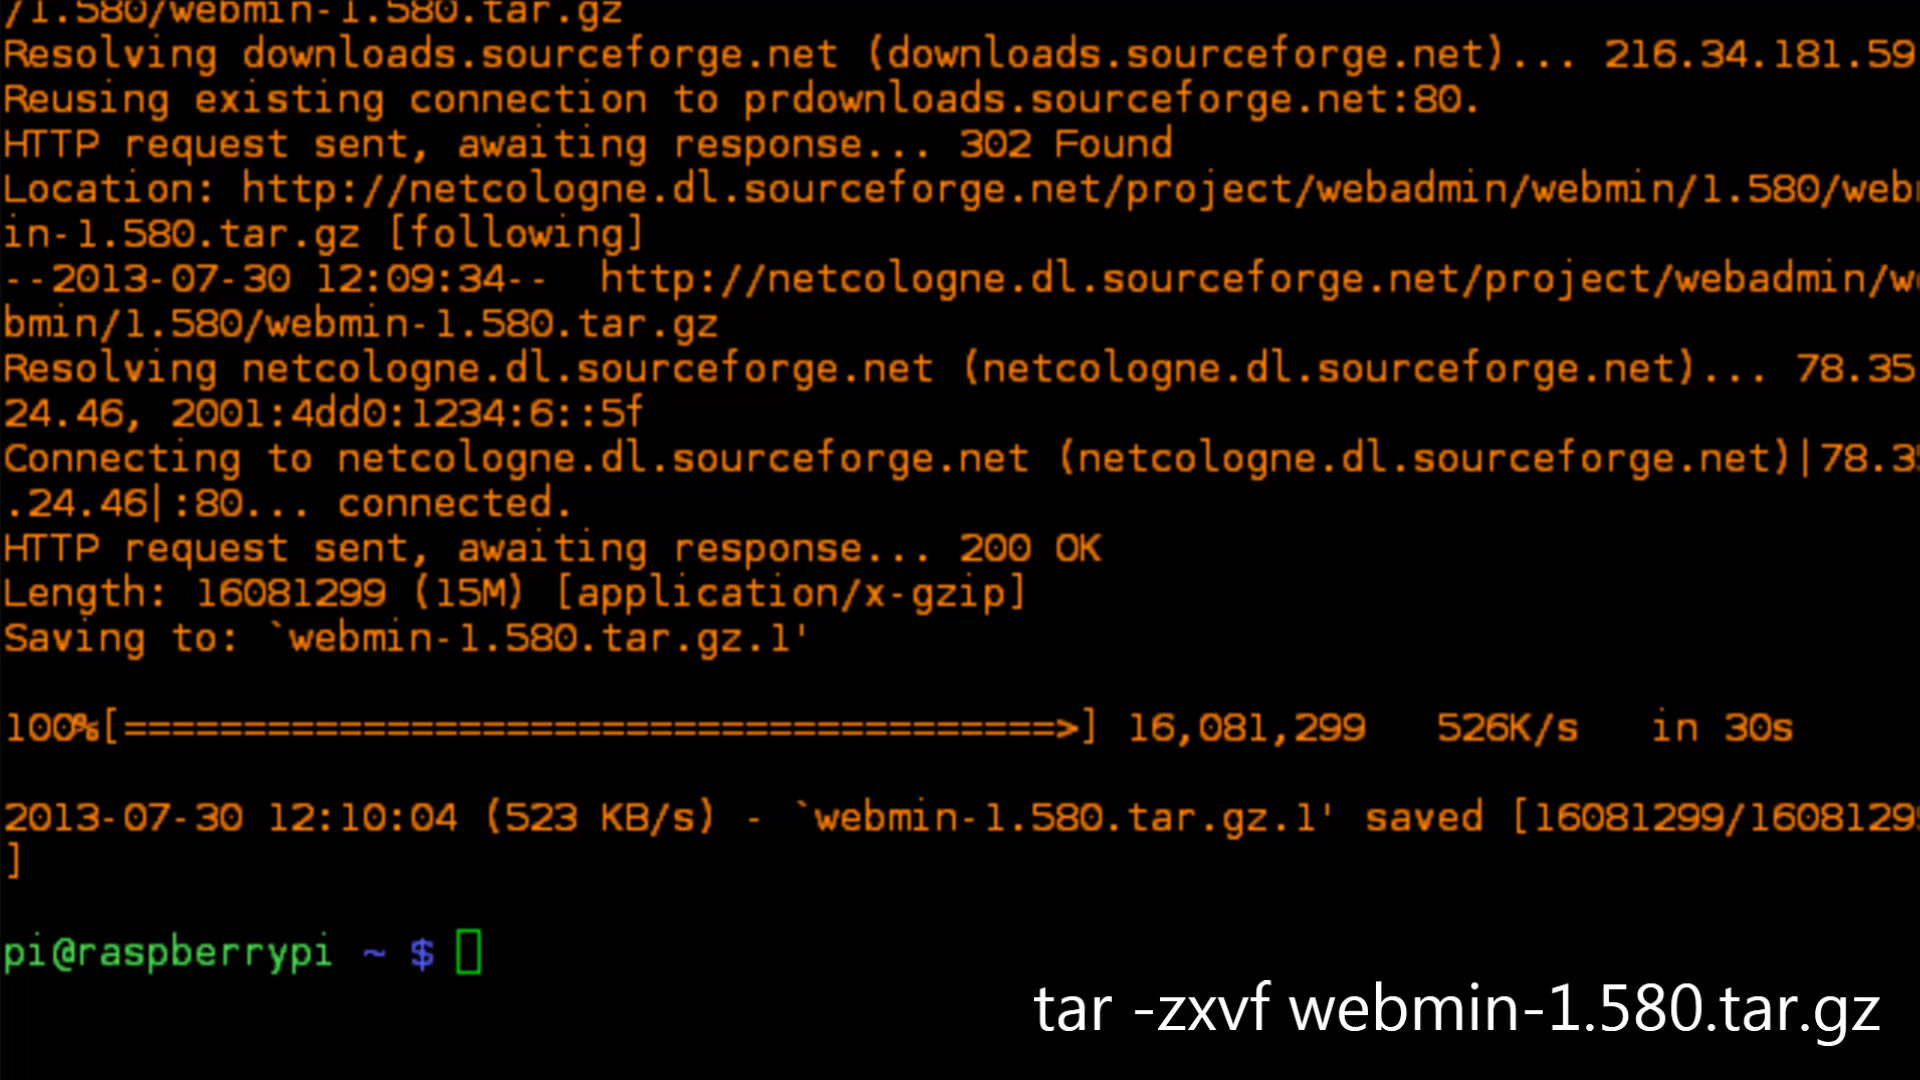 /1.580/webmin-1.580.tar.gz
Resolving downloads.sourceforge.net (downloads.sourceforge.net)... 216.34.181.59
Reusing existing connection to prdownloads.sourceforge.net:80.
HTTP request sent, awaiting response... 302 Found
Location: http://netcologne.dl.sourceforge.net/project/webadmin/webmin/1.580/web
in-1.580.tar.gz [following]
--2013-07-30 12:09:34--  http://netcologne.dl.sourceforge.net/project/webadmin/w
bmin/1.580/webmin-1.580.tar.gz
Resolving netcologne.dl.sourceforge.net (netcologne.dl.sourceforge.net)... 78.35
24.46, 2001:4dd0:1234:6::5f
Connecting to netcologne.dl.sourceforge.net (netcologne.dl.sourceforge.net)|78.35
.24.46|:80... connected.
HTTP request sent, awaiting response... 200 OK
Length: 16081299 (15M) [application/x-gzip]
Saving to: `webmin-1.580.tar.gz.1'
100%[=======================================>] 16,081,299   526K/s   in 30s
2013-07-30 12:10:04 (523 KB/s) - `webmin-1.580.tar.gz.1' saved [16081299/16081299
]
pi@raspberrypi ~ $
tar -zxvf webmin-1.580.tar.gz